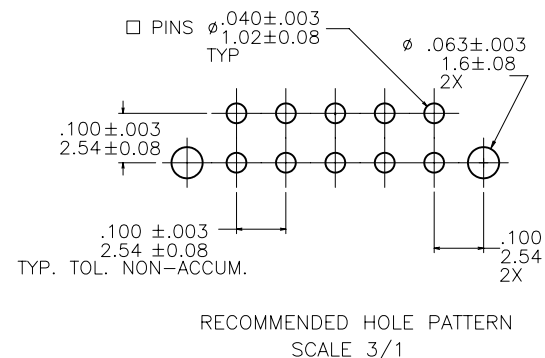 □ PINS ⌀.040±.003
1.02±0.08
TYP
⌀ .063±.003
1.6±.08
2X
.100±.003
2.54±0.08
.100 ±.003
2.54 ±0.08
TYP. TOL. NON-ACCUM.
.100
2.54
2X
RECOMMENDED HOLE PATTERN
SCALE 3/1